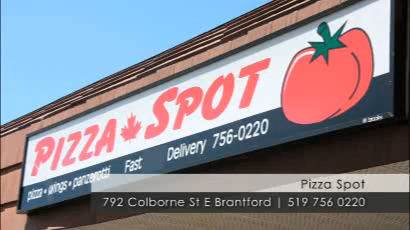 PIZZA SPOT
pizza • wings • panzerotti Fast Delivery 756-0220
Pizza Spot
792 Colborne St E Brantford | 519 756 0220